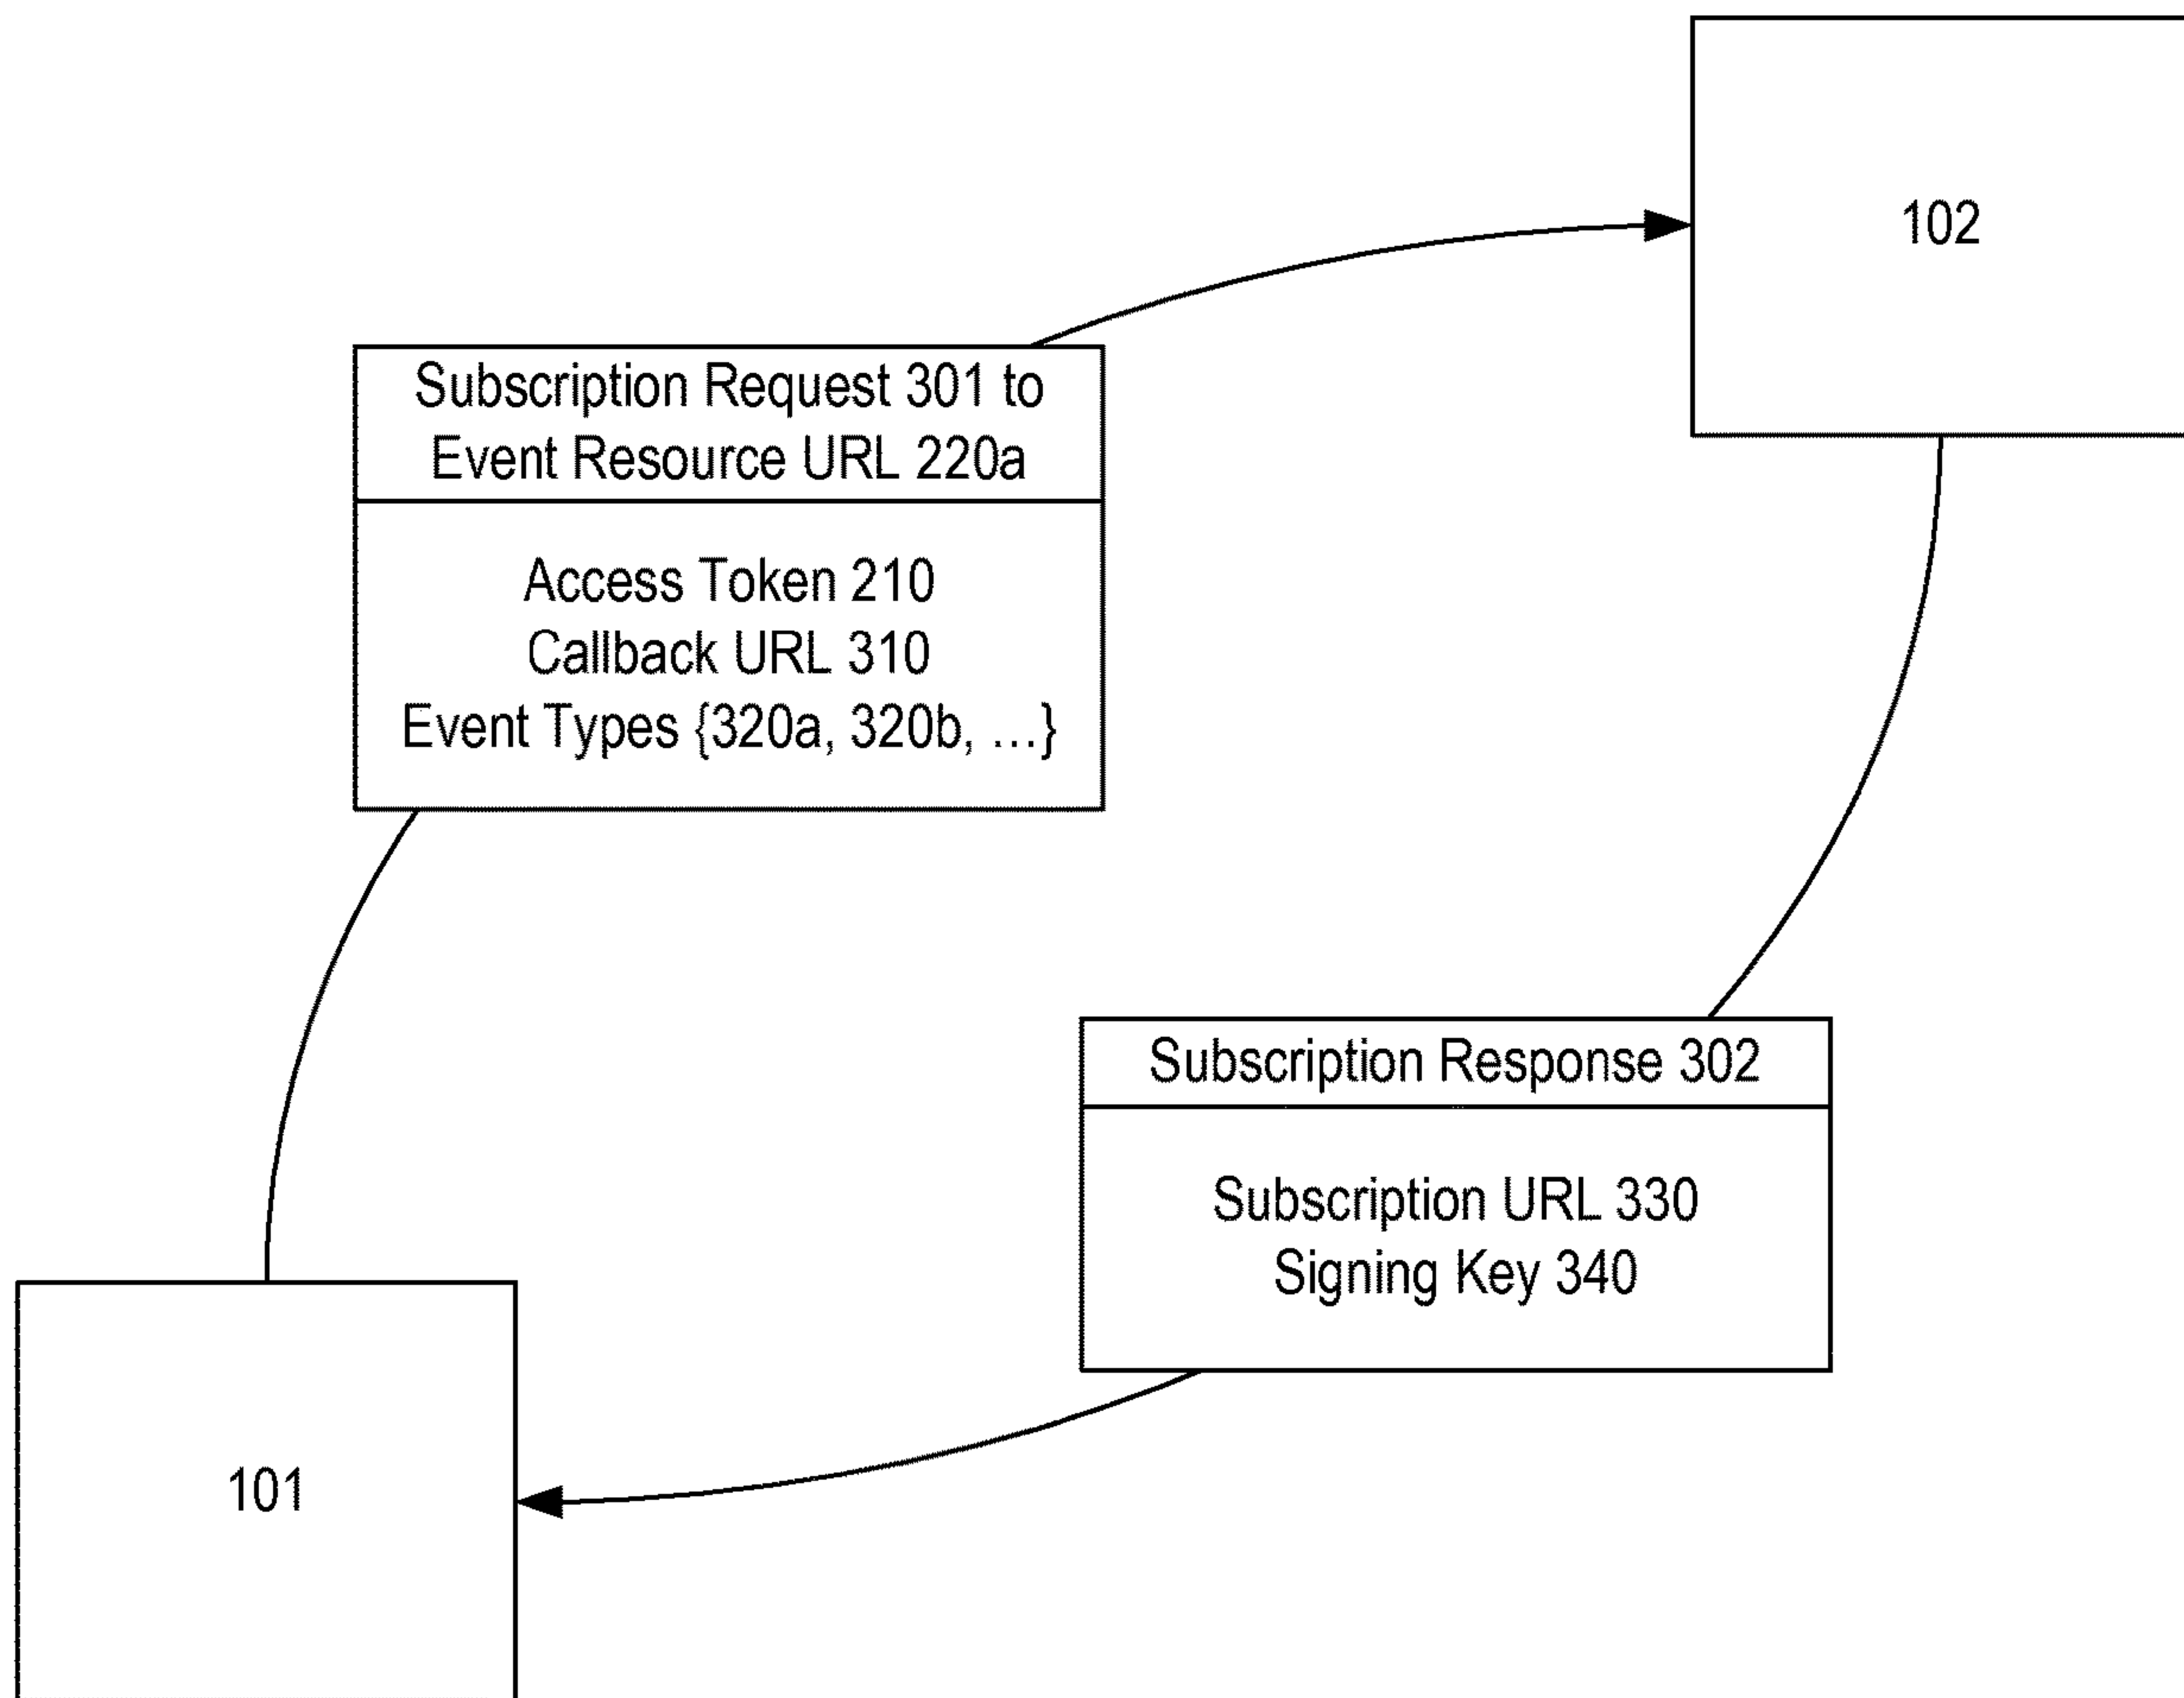 102
Subscription Request 301 to
Event Resource URL 220a
Access Token 210
Callback URL 310
Event Types {320a, 320b, ...}
Subscription Response 302
Subscription URL 330
Signing Key 340
101